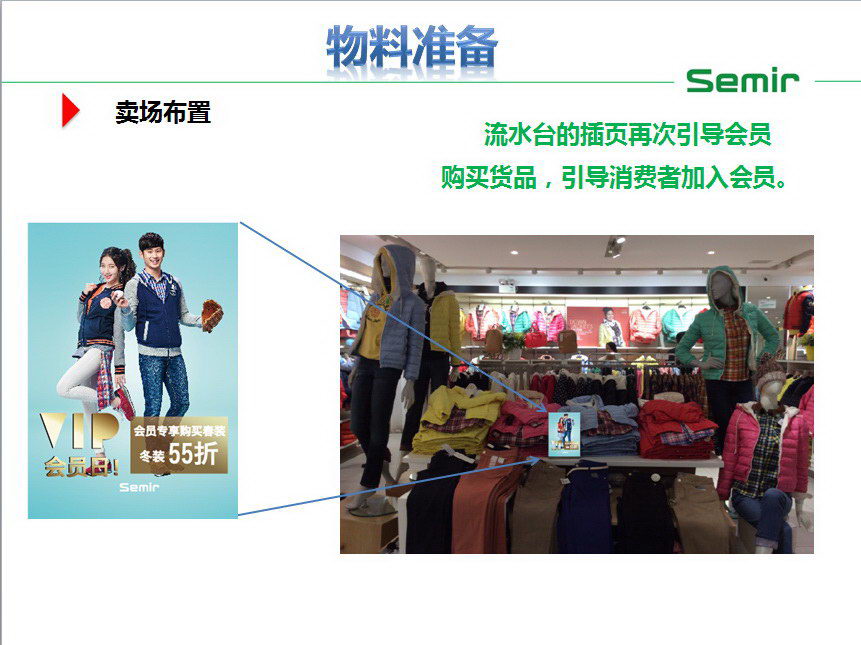 物料准备
Semir
卖场布置
流水台的插页再次引导会员
购买货品，引导消费者加入会员。
VIP
会员日!
会员专享购买春装
冬装 55折
Semir